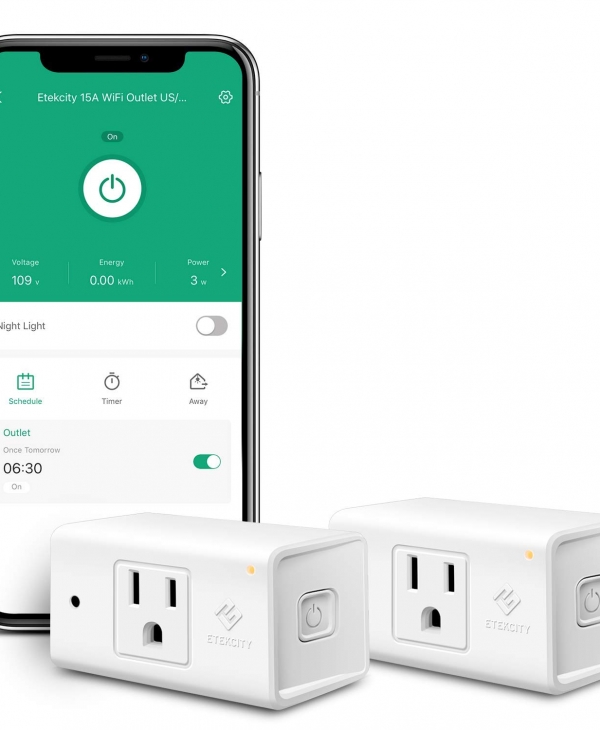 Etekcity 15A WiFi Outlet US/...
On
Voltage
Energy
Power
109 v
0.00 kWh
3 w
Night Light
Schedule
Timer
Away
Outlet
Once Tomorrow
06:30
On
ETEKCITY
ETEKCITY